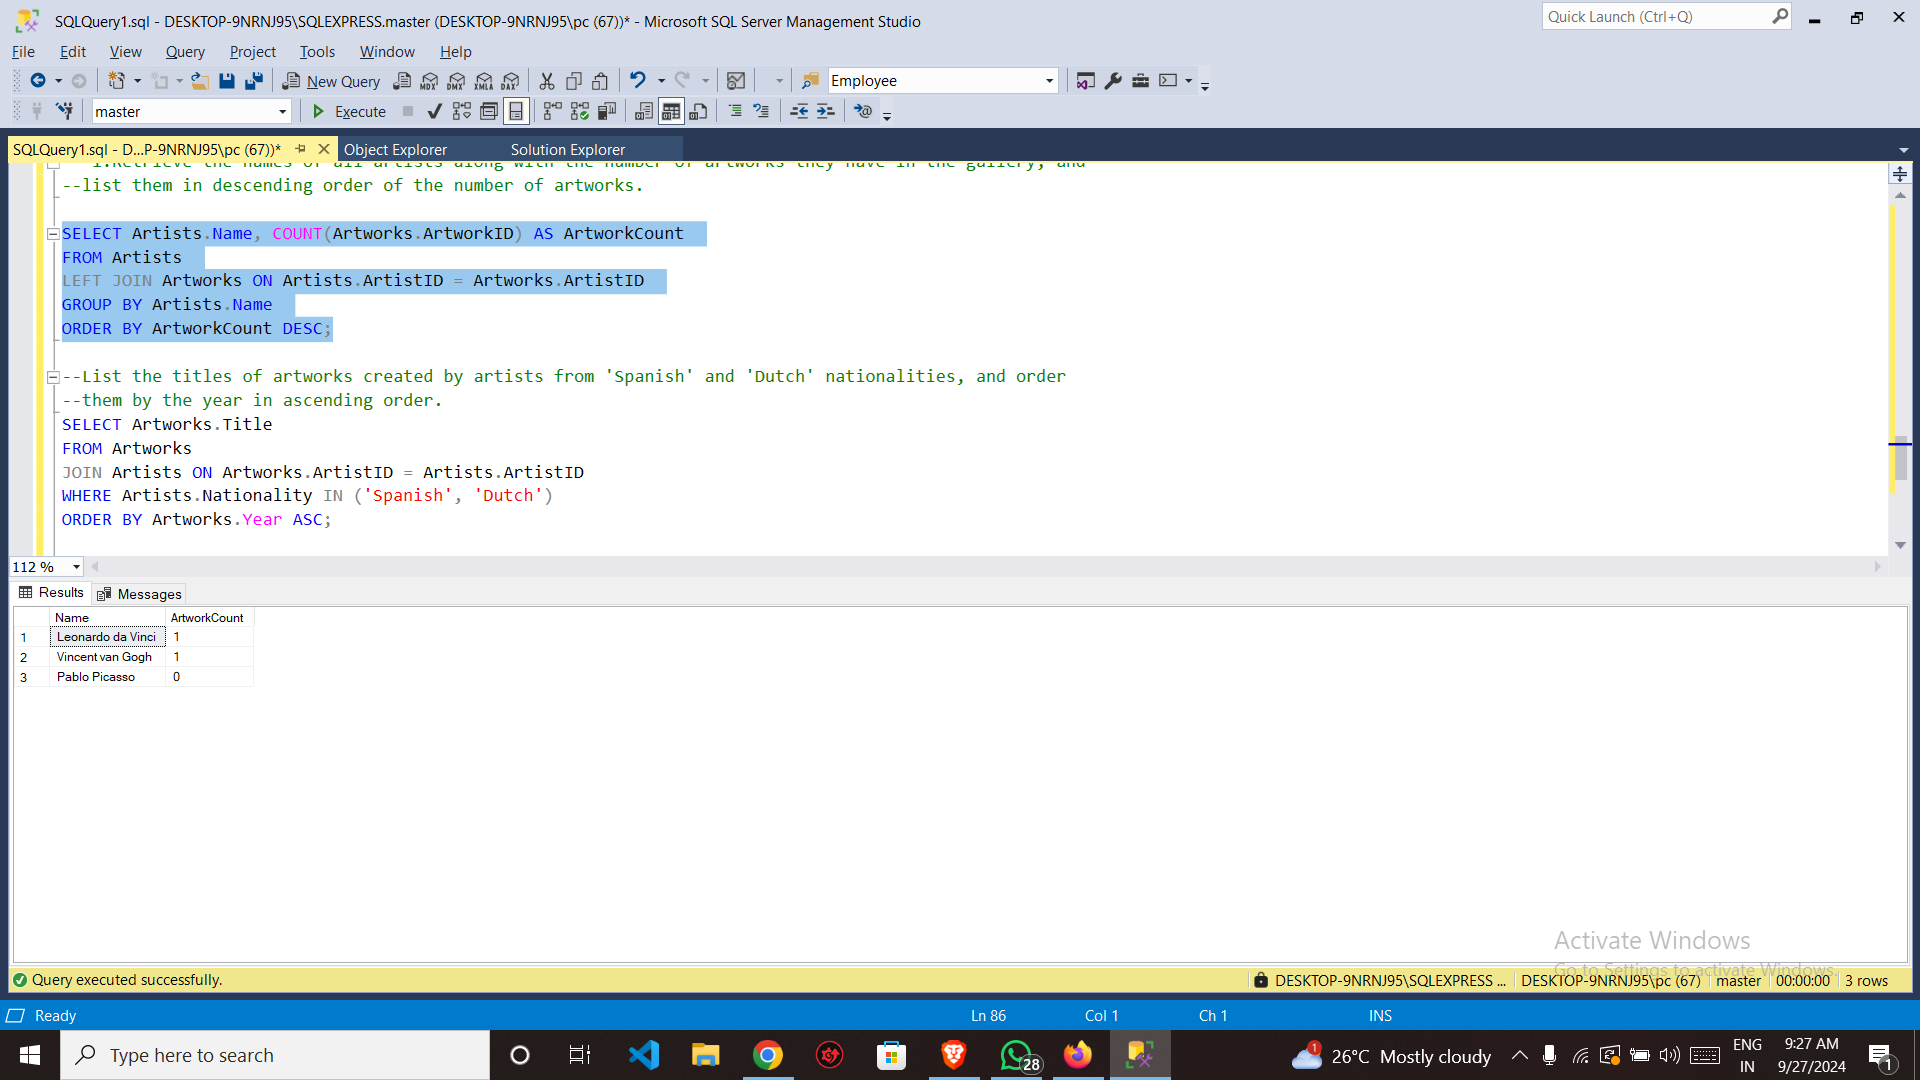 SQLQuery1.sql - DESKTOP-9NRNJ95\SQLEXPRESS.master (DESKTOP-9NRNJ95\pc (67))* - Microsoft SQL Server Management Studio
Quick Launch (Ctrl+Q)
File Edit View Query Project Tools Window Help
New Query MDX DMX XMLA DAX Employee
master Execute
SQLQuery1.sql - D...P-9NRNJ95\pc (67))* Object Explorer Solution Explorer
--1.Retrieve the names of all artists along with the number of artworks they have in the gallery, and
--list them in descending order of the number of artworks.
SELECT Artists.Name, COUNT(Artworks.ArtworkID) AS ArtworkCount
FROM Artists
LEFT JOIN Artworks ON Artists.ArtistID = Artworks.ArtistID
GROUP BY Artists.Name
ORDER BY ArtworkCount DESC;
--List the titles of artworks created by artists from 'Spanish' and 'Dutch' nationalities, and order
--them by the year in ascending order.
SELECT Artworks.Title
FROM Artworks
JOIN Artists ON Artworks.ArtistID = Artists.ArtistID
WHERE Artists.Nationality IN ('Spanish', 'Dutch')
ORDER BY Artworks.Year ASC;
112 %
Results Messages
Name ArtworkCount
1 Leonardo da Vinci 1
2 Vincent van Gogh 1
3 Pablo Picasso 0
Activate Windows
Go to Settings to activate Windows.
Query executed successfully. DESKTOP-9NRNJ95\SQLEXPRESS ... DESKTOP-9NRNJ95\pc (67) master 00:00:00 3 rows
Ready Ln 86 Col 1 Ch 1 INS
Type here to search 28 1 26°C Mostly cloudy ENG 9:27 AM
IN 9/27/2024 1